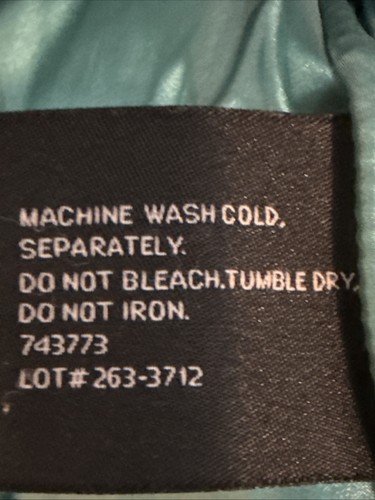 MACHINE WASH COLD,
SEPARATELY.
DO NOT BLEACH.TUMBLE DRY,
DO NOT IRON.
743773
LOT# 263-3712